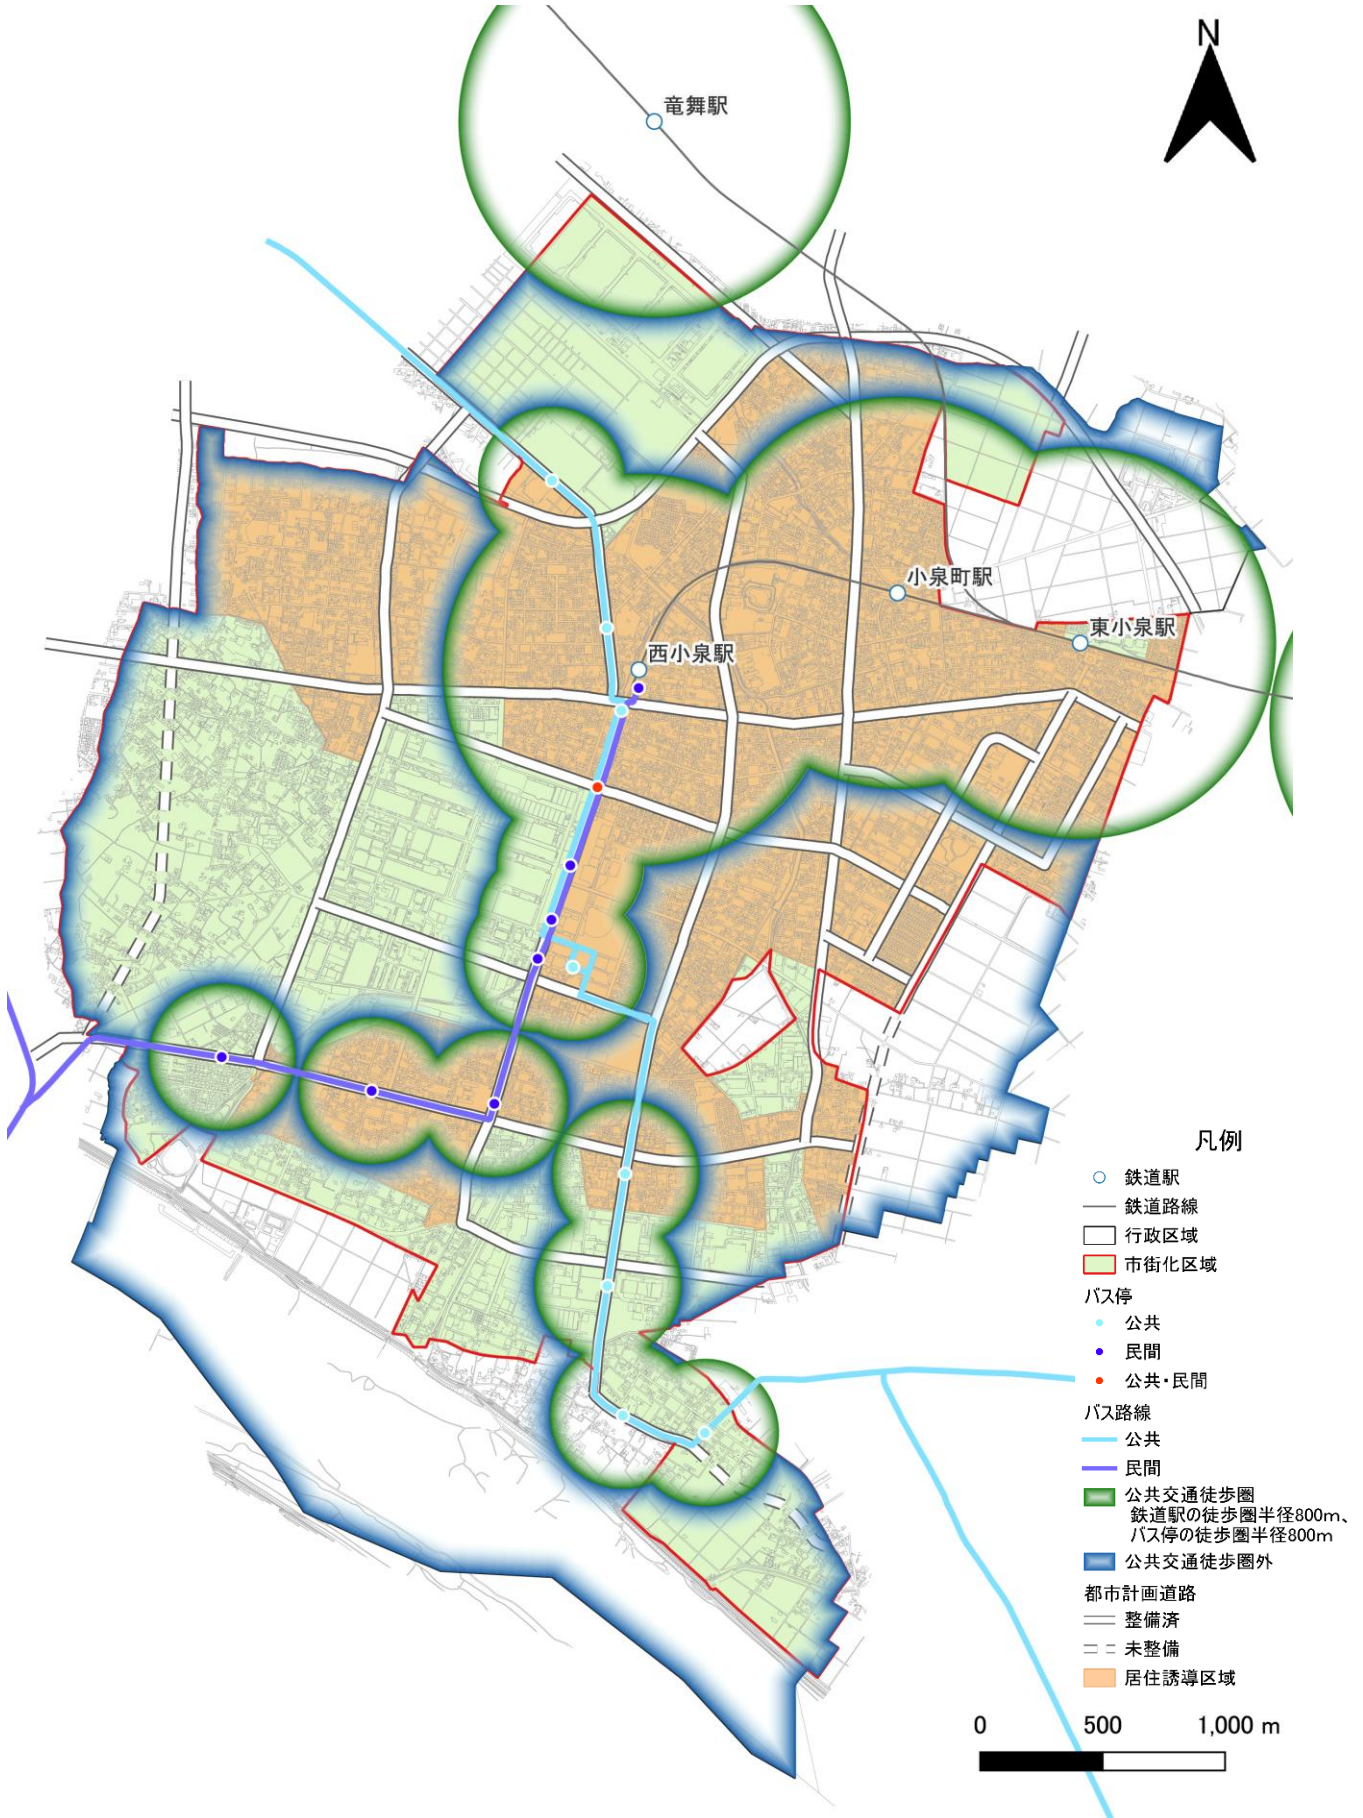 N
竜舞駅
小泉町駅
東小泉駅
西小泉駅
凡例
鉄道駅
鉄道路線
行政区域
市街化区域
バス停
公共
民間
公共・民間
バス路線
公共
民間
公共交通徒歩圏
鉄道駅の徒歩圏半径800m、
バス停の徒歩圏半径800m
公共交通徒歩圏外
都市計画道路
整備済
未整備
居住誘導区域
0 500 1,000 m